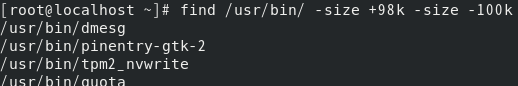 [root@localhost ~]# find /usr/bin/ -size +98k -size -100k
/usr/bin/dmesg
/usr/bin/pinentry-gtk-2
/usr/bin/tpm2_nvwrite
/usr/bin/quota